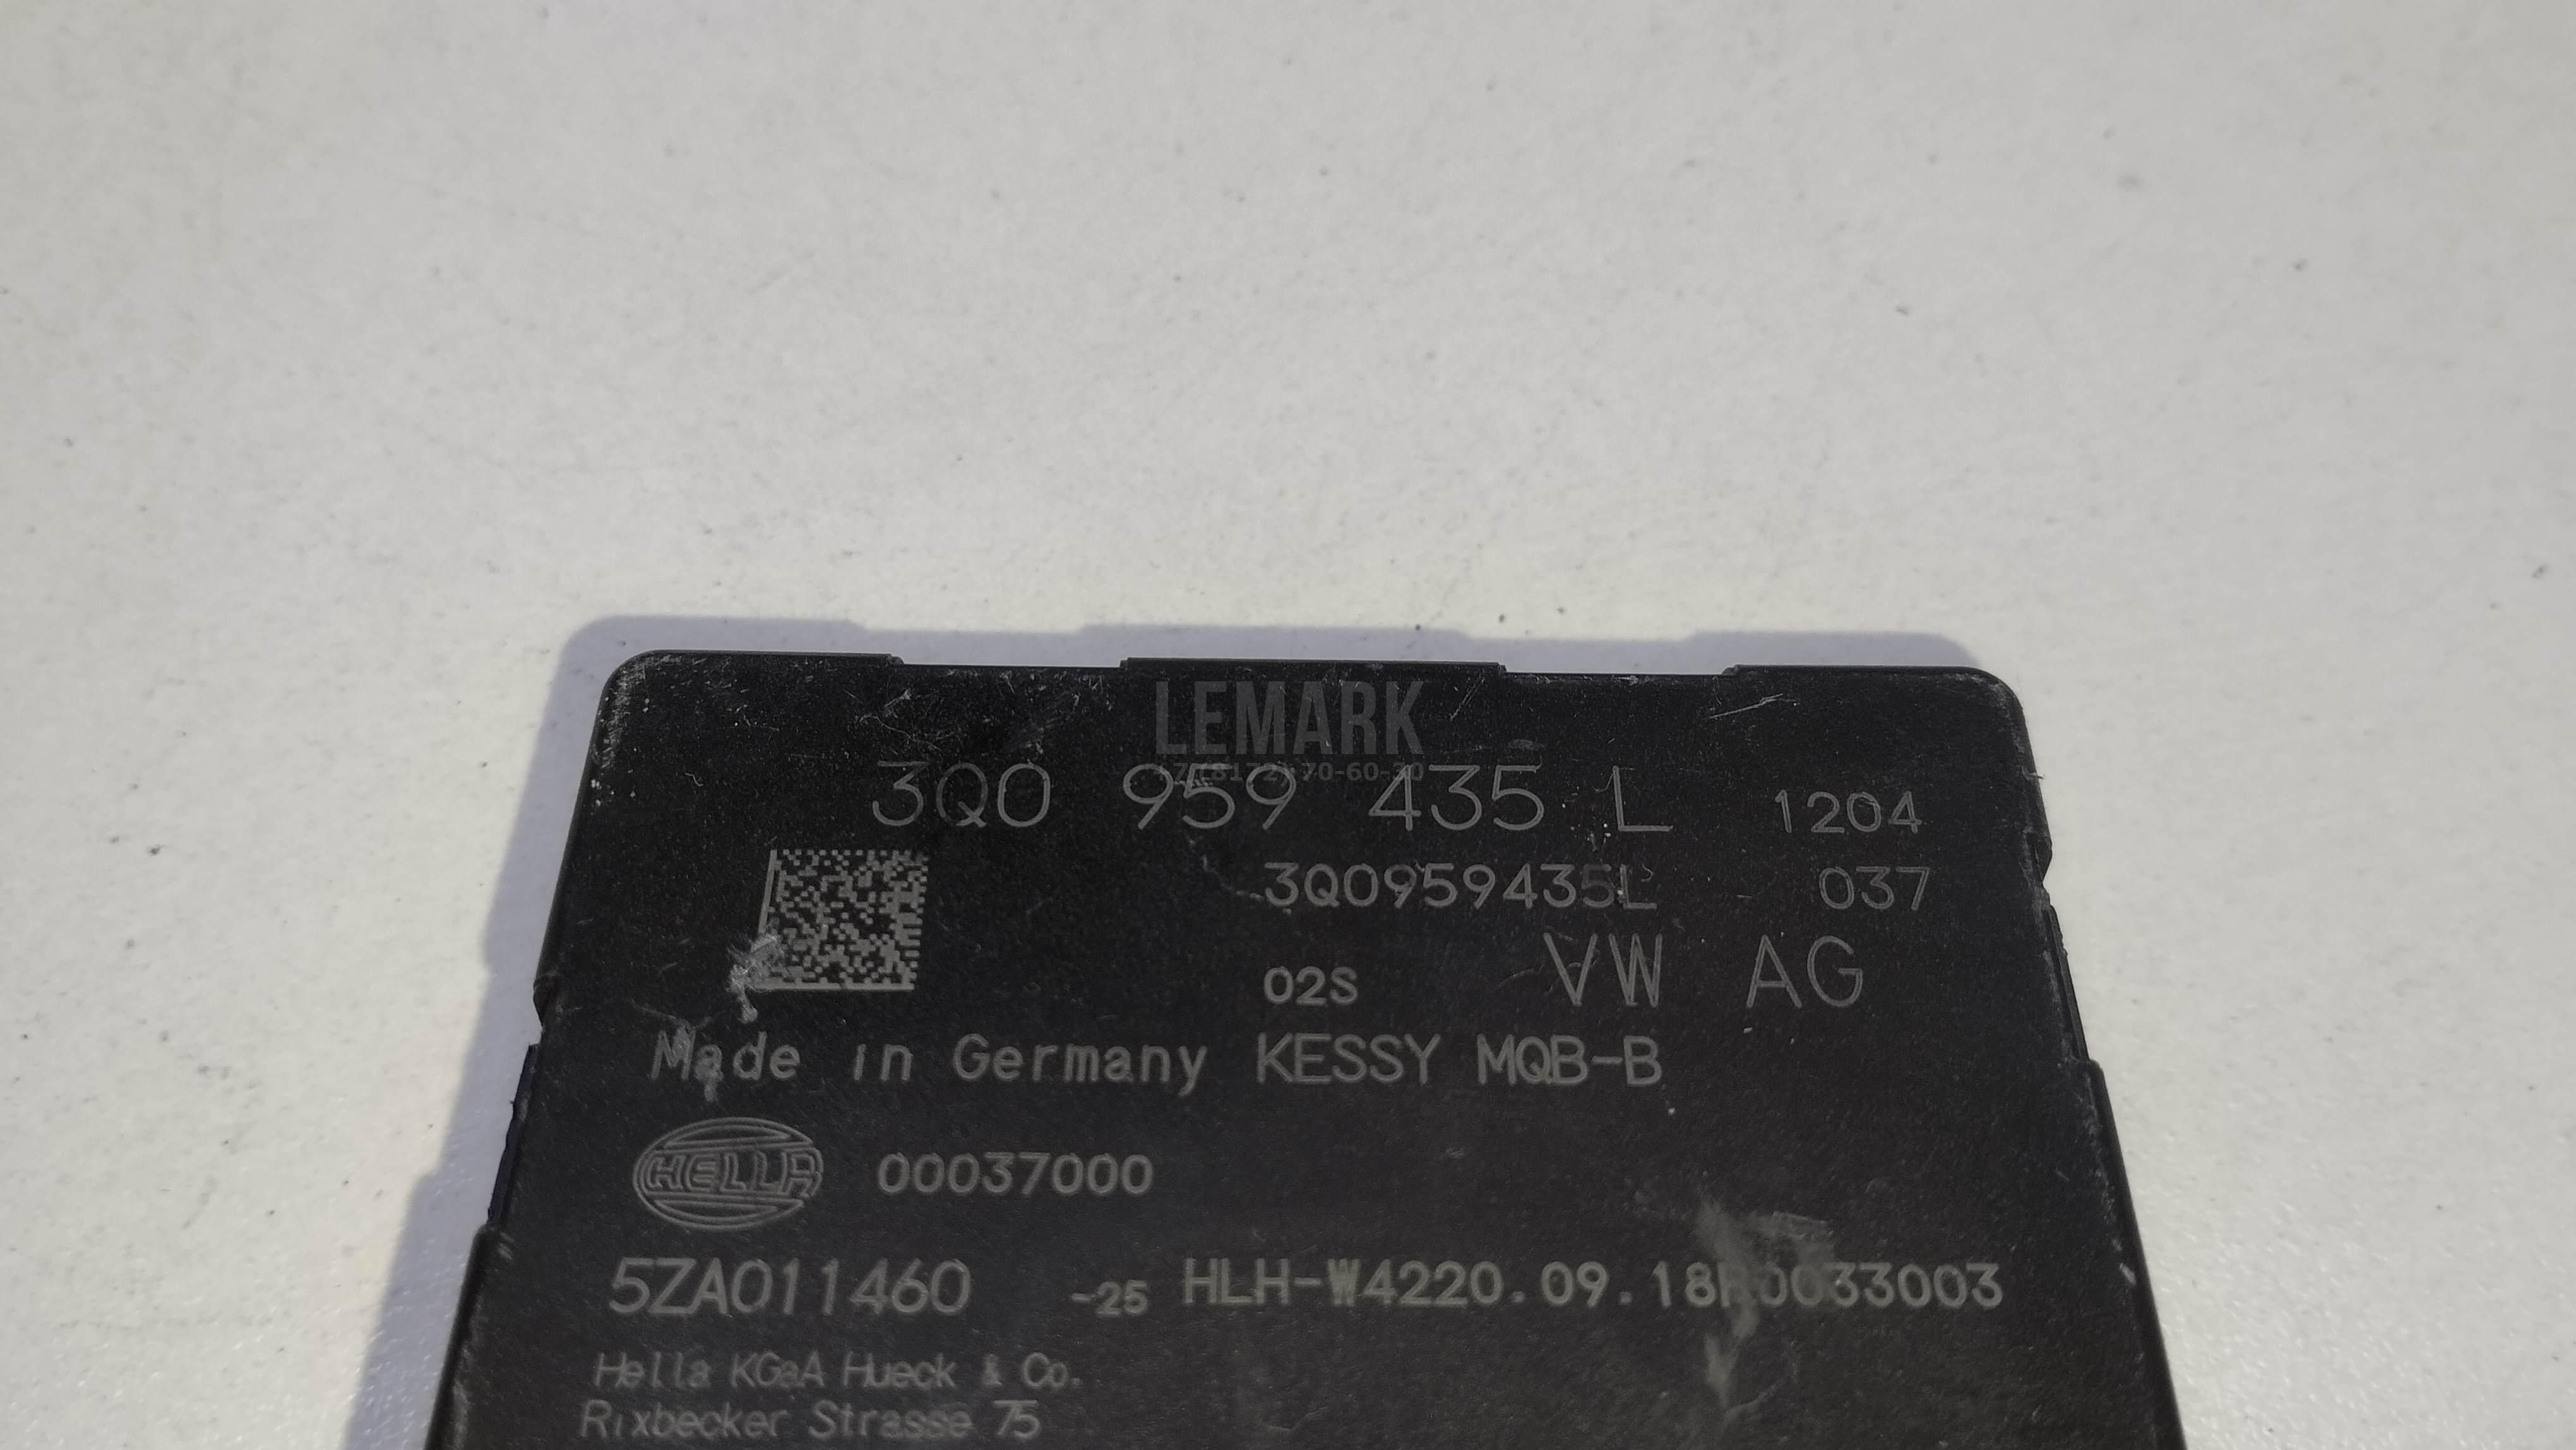 LEMARK
3Q0 959 435 L 1204
3Q0959435L 037
02S VW AG
Made in Germany KESSY MQB-B
HELLA 00037000
5ZA011460 -25 HLH-W4220.09.18R0033003
Hella KGaA Hueck & Co.
Rixbecker Strasse 75